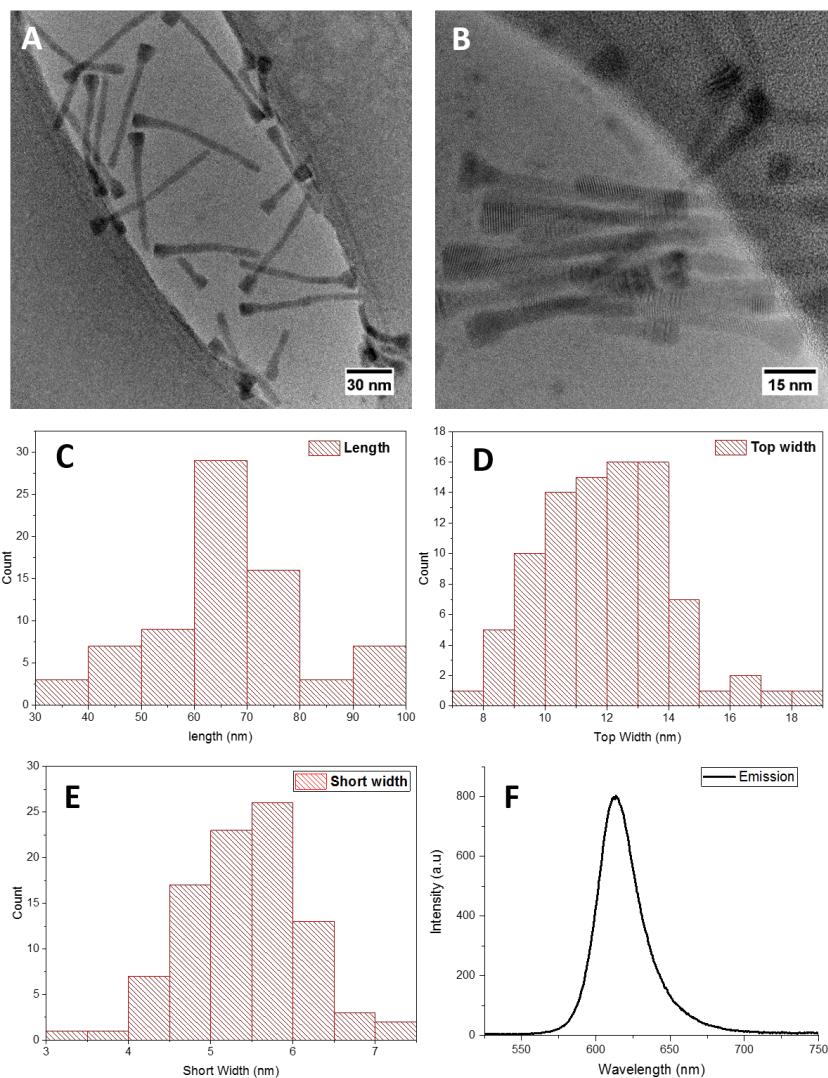 A
30 nm
B
15 nm
C
Length
30
25
20
15
10
5
0
Count
30 40 50 60 70 80 90 100
length (nm)
D
Top width
18
16
14
12
10
8
6
4
2
0
Count
8 10 12 14 16 18
Top Width (nm)
E
Short width
30
25
20
15
10
5
0
Count
3 4 5 6 7
Short Width (nm)
F
Emission
800
600
400
200
0
Intensity (a.u)
550 600 650 700 750
Wavelength (nm)